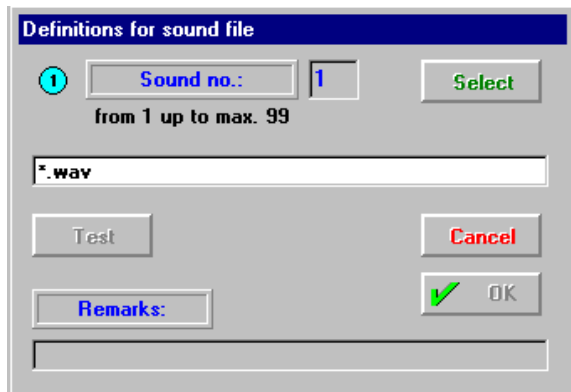 Definitions for sound file
1 Sound no.: 1 Select
from 1 up to max. 99
*.wav
Test Cancel
OK
Remarks: